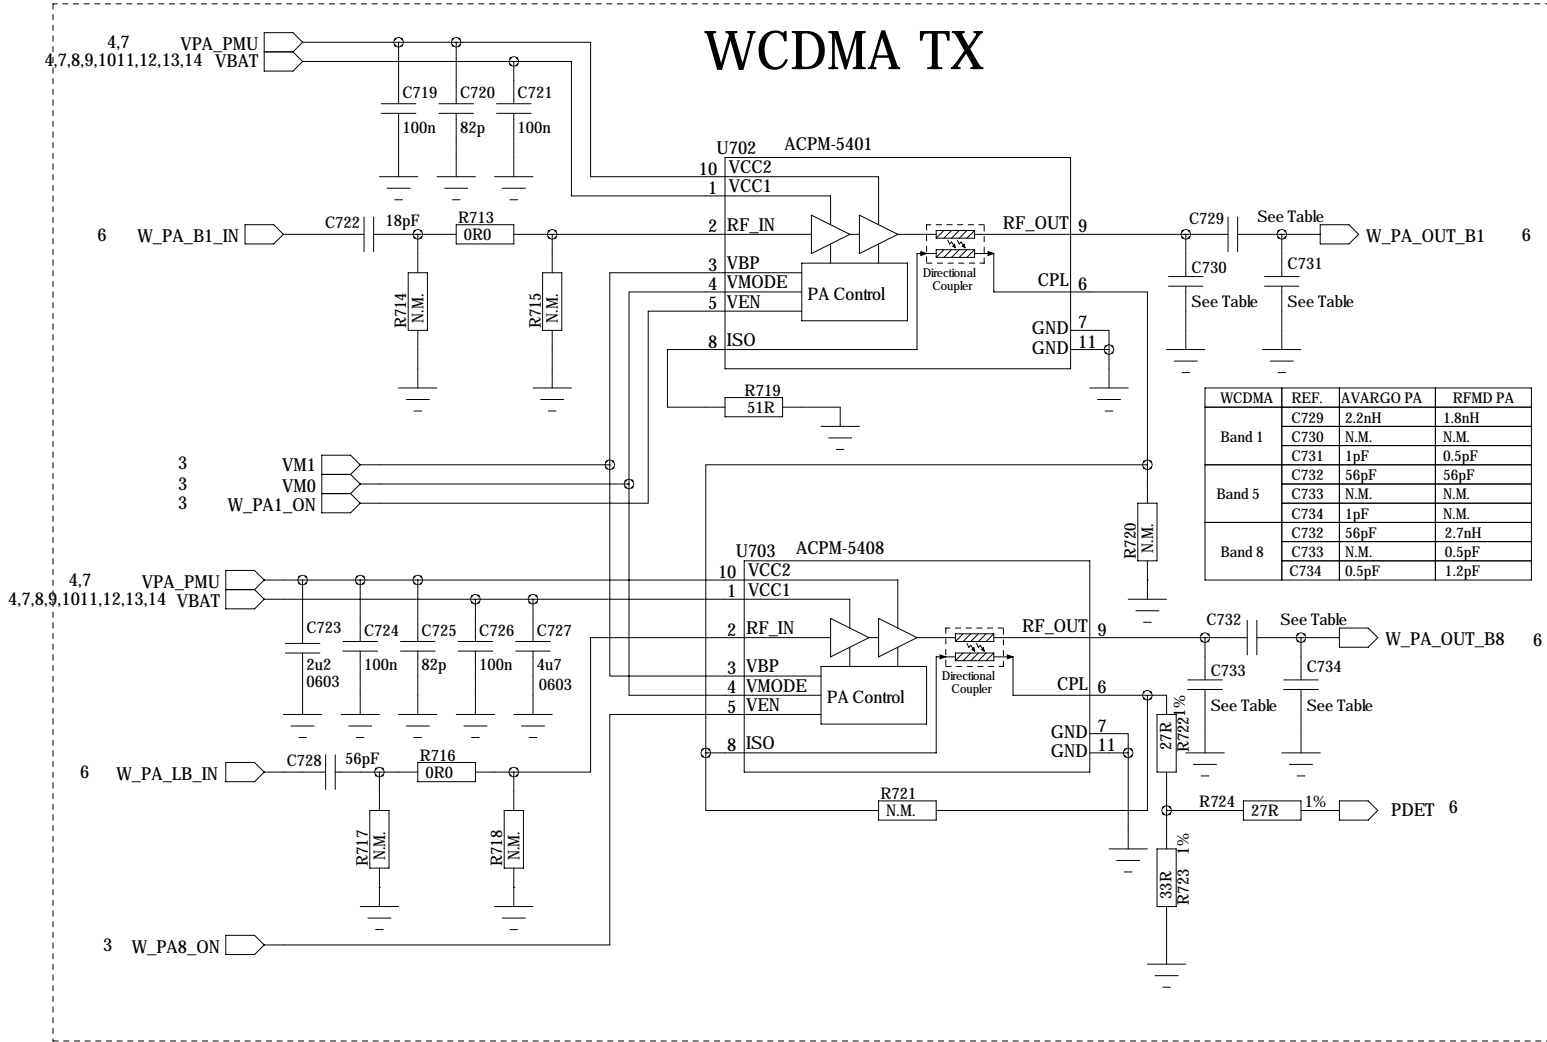 WCDMA TX
4,7 VPA_PMU
4,7,8,9,1011,12,13,14 VBAT
C719
100n
C720
82p
C721
100n
U702 ACPM-5401
10 VCC2
1 VCC1
2 RF_IN
3 VBP
4 VMODE
5 VEN
8 ISO
PA Control
Directional
Coupler
RF_OUT 9
CPL 6
GND 7
GND 11
6 W_PA_B1_IN
C722 18pF
R713
0R0
R714
N.M.
R715
N.M.
C729 See Table
W_PA_OUT_B1 6
C730
See Table
C731
See Table
R719
51R
WCDMA REF. AVARGO PA RFMD PA
Band 1
C729 2.2nH 1.8nH
C730 N.M. N.M.
C731 1pF 0.5pF
Band 5
C732 56pF 56pF
C733 N.M. N.M.
C734 1pF N.M.
Band 8
C732 56pF 2.7nH
C733 N.M. 0.5pF
C734 0.5pF 1.2pF
3 VM1
3 VM0
3 W_PA1_ON
R720
N.M.
4,7 VPA_PMU
4,7,8,9,1011,12,13,14 VBAT
C723
2u2
0603
C724
100n
C725
82p
C726
100n
C727
4u7
0603
U703 ACPM-5408
10 VCC2
1 VCC1
2 RF_IN
3 VBP
4 VMODE
5 VEN
8 ISO
PA Control
Directional
Coupler
RF_OUT 9
CPL 6
GND 7
GND 11
C732 See Table
W_PA_OUT_B8 6
C733
See Table
C734
See Table
27R
R722
1%
6 W_PA_LB_IN
C728 56pF
R716
0R0
R717
N.M.
R718
N.M.
R721
N.M.
R724 27R 1% PDET 6
33R
R723
1%
3 W_PA8_ON